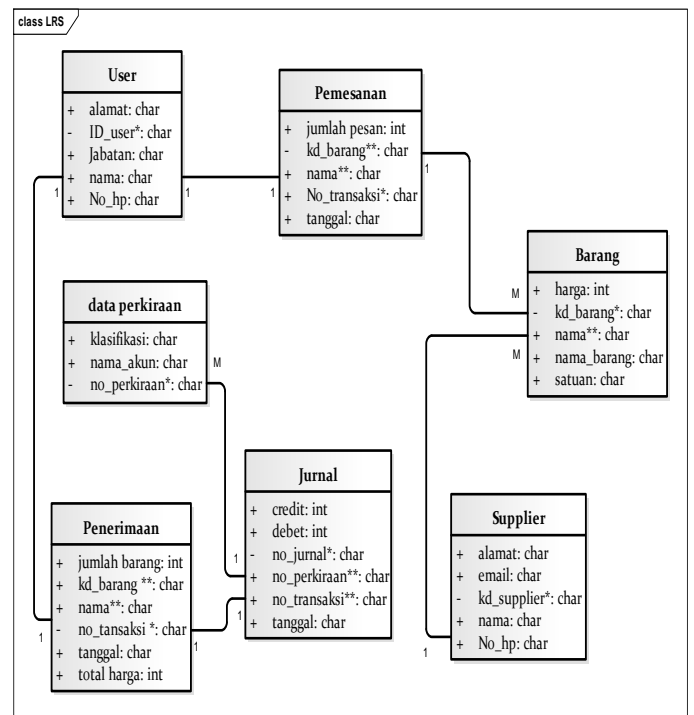 class LRS
User
+ alamat: char
- ID_user*: char
+ Jabatan: char
+ nama: char
+ No_hp: char
Pemesanan
+ jumlah pesan: int
- kd_barang**: char
+ nama**: char
+ No_transaksi*: char
+ tanggal: char
1
1
1
1
Barang
+ harga: int
- kd_barang*: char
+ nama**: char
+ nama_barang: char
+ satuan: char
M
M
data perkiraan
+ klasifikasi: char
+ nama_akun: char
- no_perkiraan*: char
M
Jurnal
+ credit: int
+ debet: int
- no_jurnal*: char
+ no_perkiraan**: char
+ no_transaksi**: char
+ tanggal: char
1
1
Penerimaan
+ jumlah barang: int
+ kd_barang **: char
+ nama**: char
- no_tansaksi *: char
+ tanggal: char
+ total harga: int
1
1
Supplier
+ alamat: char
+ email: char
- kd_supplier*: char
+ nama: char
+ No_hp: char
1